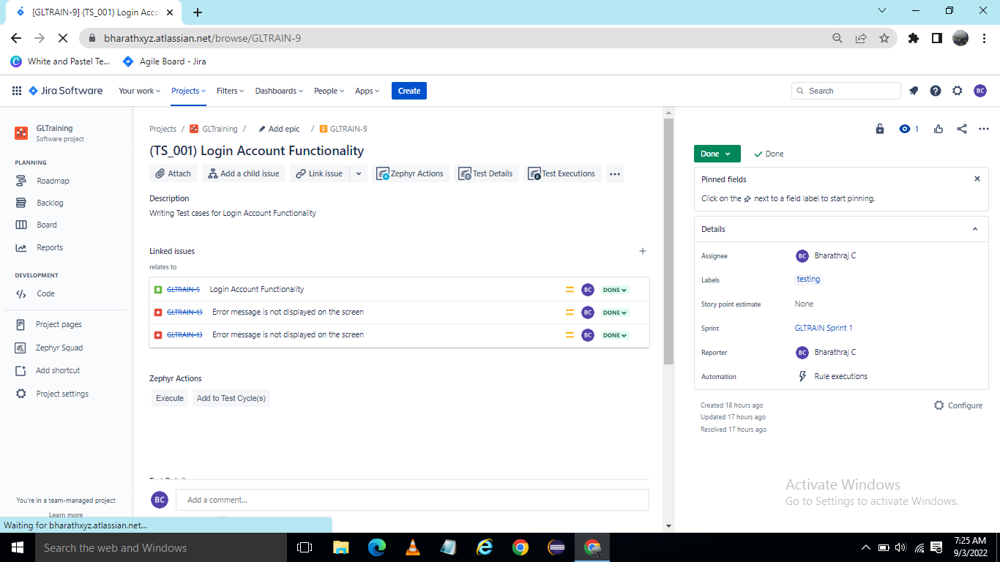 [GLTRAIN-9] (TS_001) Login Acco
bharathxyz.atlassian.net/browse/GLTRAIN-9
White and Pastel Te...
Agile Board - Jira
Jira Software
Your work
Projects
Filters
Dashboards
People
Apps
Create
Search
BC
GLTraining
Software project
PLANNING
Roadmap
Backlog
Board
Reports
DEVELOPMENT
Code
Project pages
Zephyr Squad
Add shortcut
Project settings
You're in a team-managed project
Learn more
Projects / GLTraining / Add epic / GLTRAIN-9
(TS_001) Login Account Functionality
Attach
Add a child issue
Link issue
Zephyr Actions
Test Details
Test Executions
Description
Writing Test cases for Login Account Functionality
Linked issues
relates to
GLTRAIN-5 Login Account Functionality BC DONE
GLTRAIN-13 Error message is not displayed on the screen BC DONE
GLTRAIN-13 Error message is not displayed on the screen BC DONE
Zephyr Actions
Execute
Add to Test Cycle(s)
BC
Add a comment...
1
Done
Done
Pinned fields
Click on the next to a field label to start pinning.
Details
Assignee BC Bharathraj C
Labels testing
Story point estimate None
Sprint GLTRAIN Sprint 1
Reporter BC Bharathraj C
Automation Rule executions
Created 18 hours ago
Updated 17 hours ago
Resolved 17 hours ago
Configure
Activate Windows
Go to Settings to activate Windows.
Waiting for bharathxyz.atlassian.net...
Search the web and Windows
7:25 AM
9/3/2022